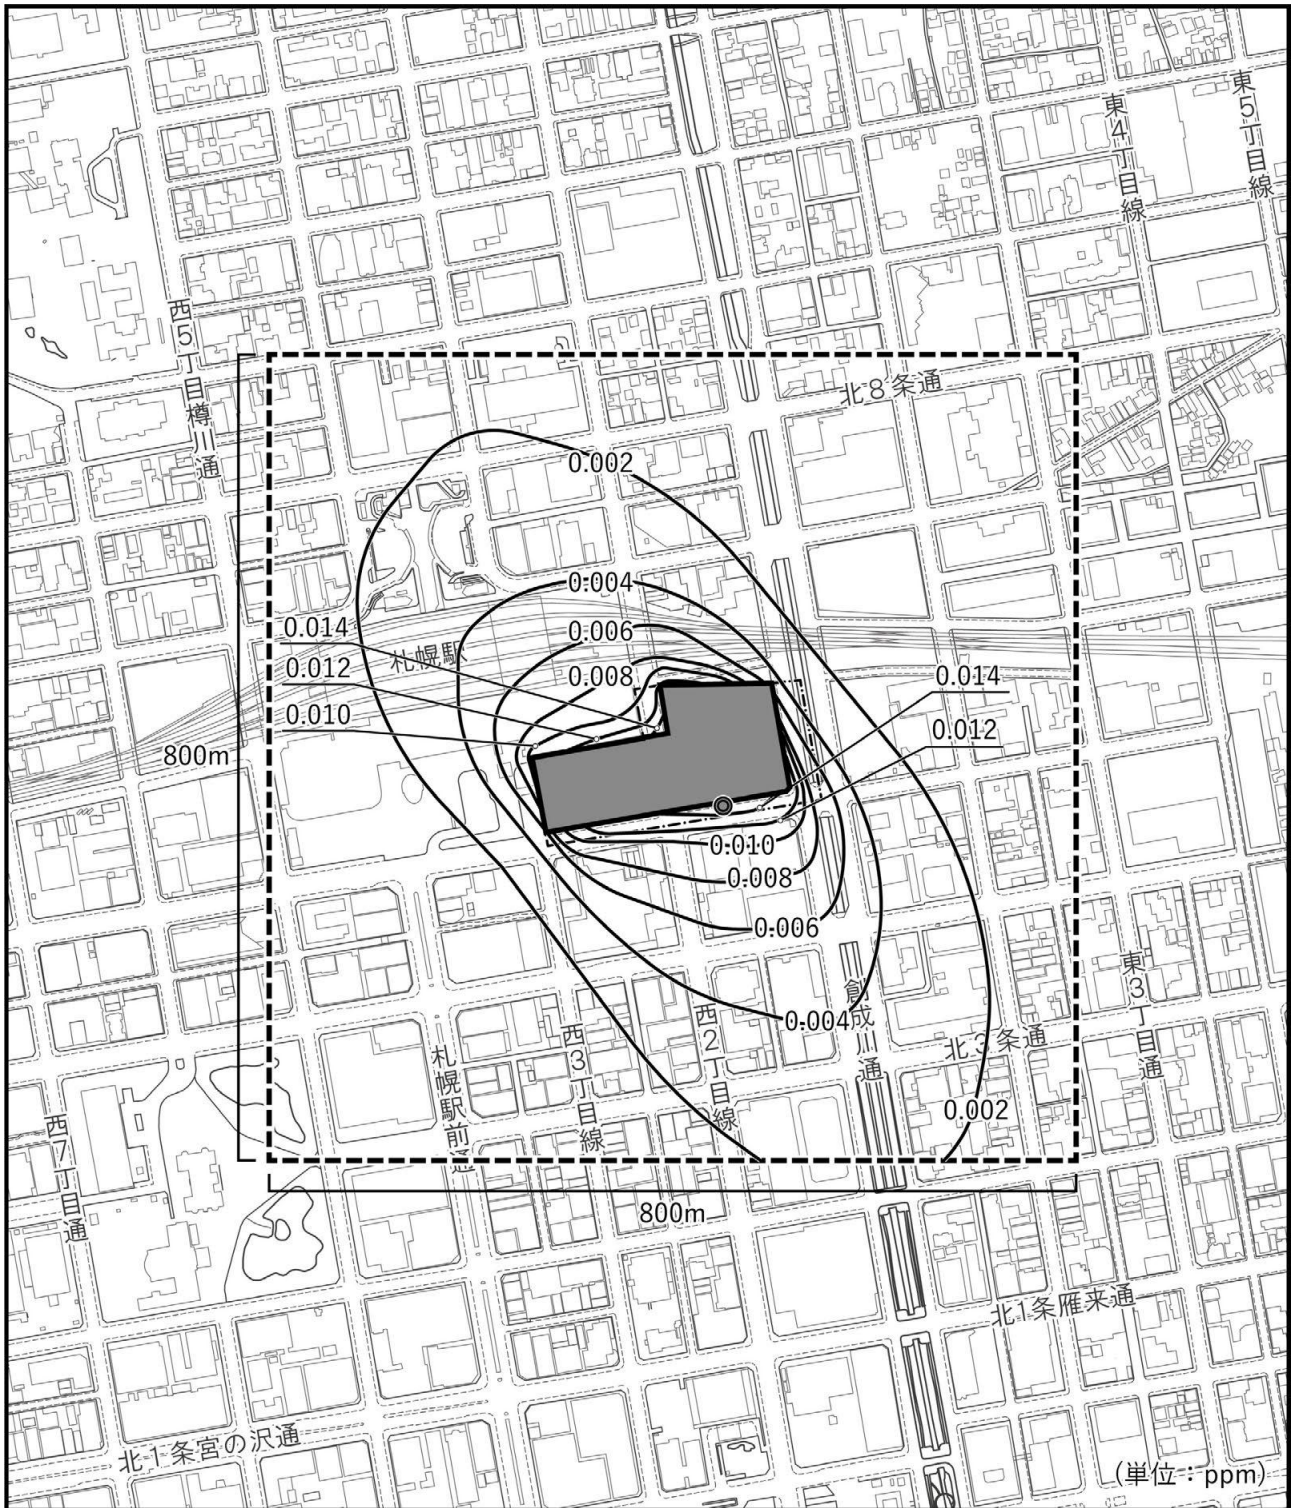 東5丁目線
東4丁目線
西5丁目樽川通
北8条通
0.002
0.004
0.014
0.006
札幌駅
0.012
0.008
0.014
0.010
0.012
800m
0.010
0.008
0.006
東3丁目通
創成川通
0.004
西2丁目線
西3丁目線
北3条通
札幌駅前通
0.002
西7丁目通
800m
北1条雁来通
北1条宮の沢通
(単位:ppm)